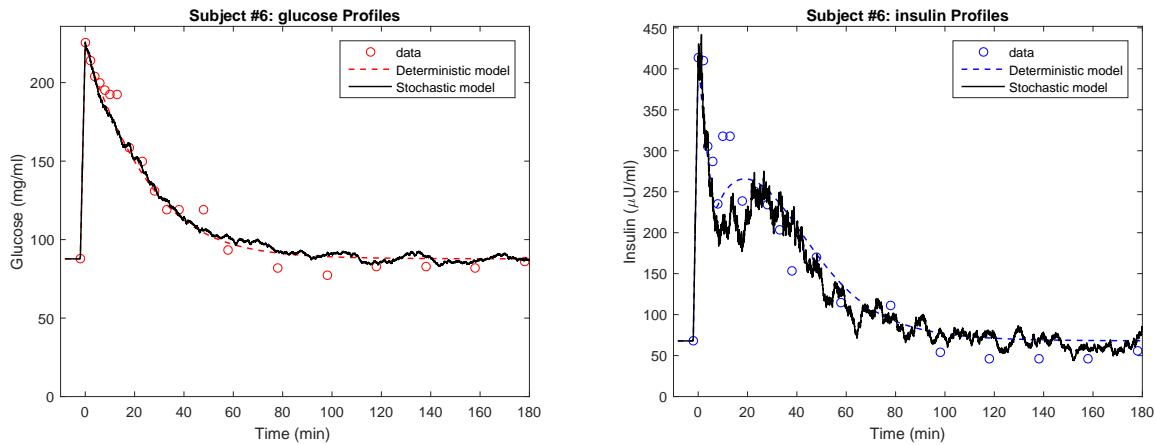 Subject #6: glucose Profiles
data
Deterministic model
Stochastic model
200
150
100
50
0
Glucose (mg/ml)
0 20 40 60 80 100 120 140 160 180
Time (min)
Subject #6: insulin Profiles
data
Deterministic model
Stochastic model
450
400
350
300
250
200
150
100
50
0
Insulin (μU/ml)
0 20 40 60 80 100 120 140 160 180
Time (min)